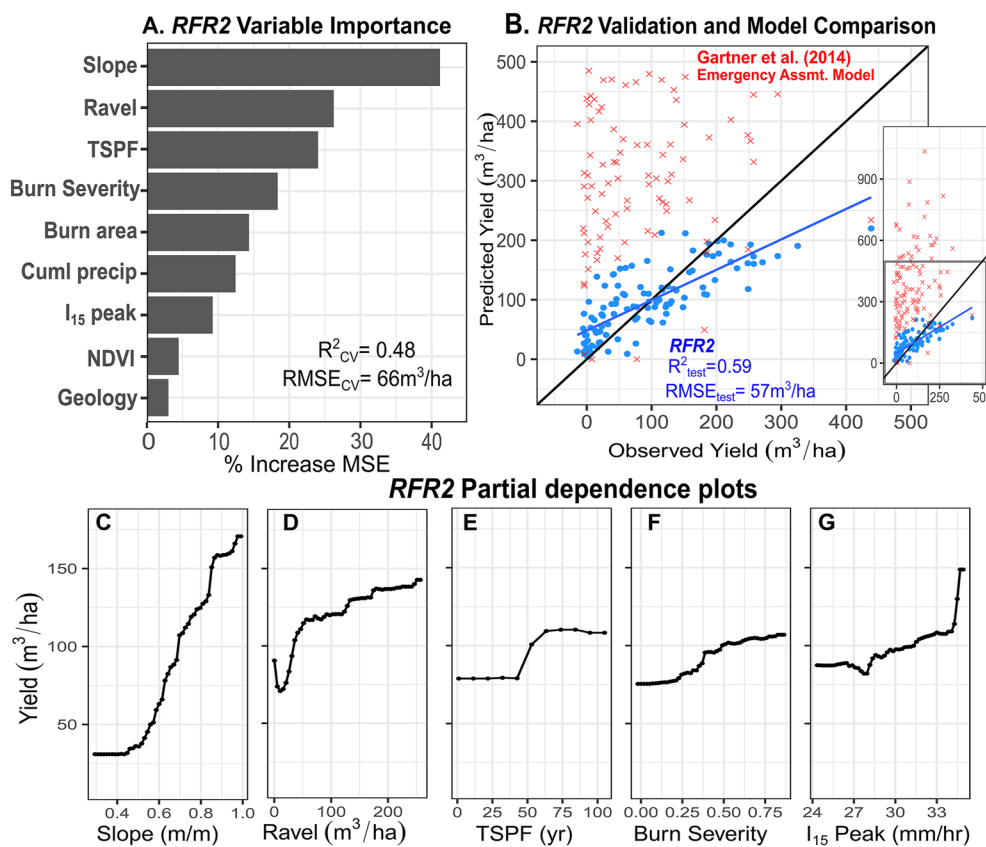 A. RFR2 Variable Importance
Slope
Ravel
TSPF
Burn Severity
Burn area
Cuml precip
I₁₅ peak
NDVI
Geology
R²CV= 0.48
RMSECV= 66m³/ha
0 10 20 30 40
% Increase MSE
B. RFR2 Validation and Model Comparison
Gartner et al. (2014)
Emergency Assmt. Model
500
400
300
200
100
0
Predicted Yield (m³/ha)
RFR2
R²test=0.59
RMSEtest= 57m³/ha
0 100 200 300 400 500
Observed Yield (m³/ha)
900
600
300
0
0 250 50
RFR2 Partial dependence plots
C
D
E
F
G
150
100
50
Yield (m³/ha)
0.4 0.6 0.8 1.0
Slope (m/m)
0 100 200
Ravel (m³/ha)
0 25 50 75 100
TSPF (yr)
0.00 0.25 0.50 0.75
Burn Severity
24 27 30 33
I₁₅ Peak (mm/hr)